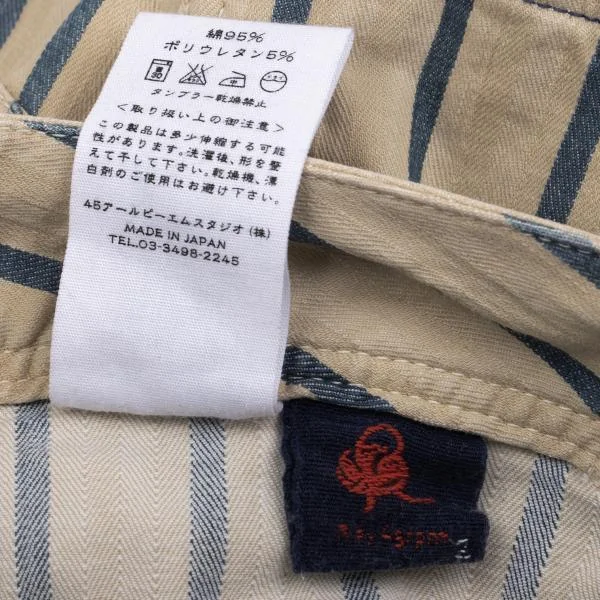 綿95%
ポリウレタン5%
タンブラー乾燥禁止
＜取り扱い上の御注意＞
この製品は多少伸縮する可能
性があります。洗濯後、形を整
えて干して下さい。乾燥機、漂
白剤のご使用はお避け下さい。
45アールピーエムスタジオ(株)
MADE IN JAPAN
TEL.03-3498-2245